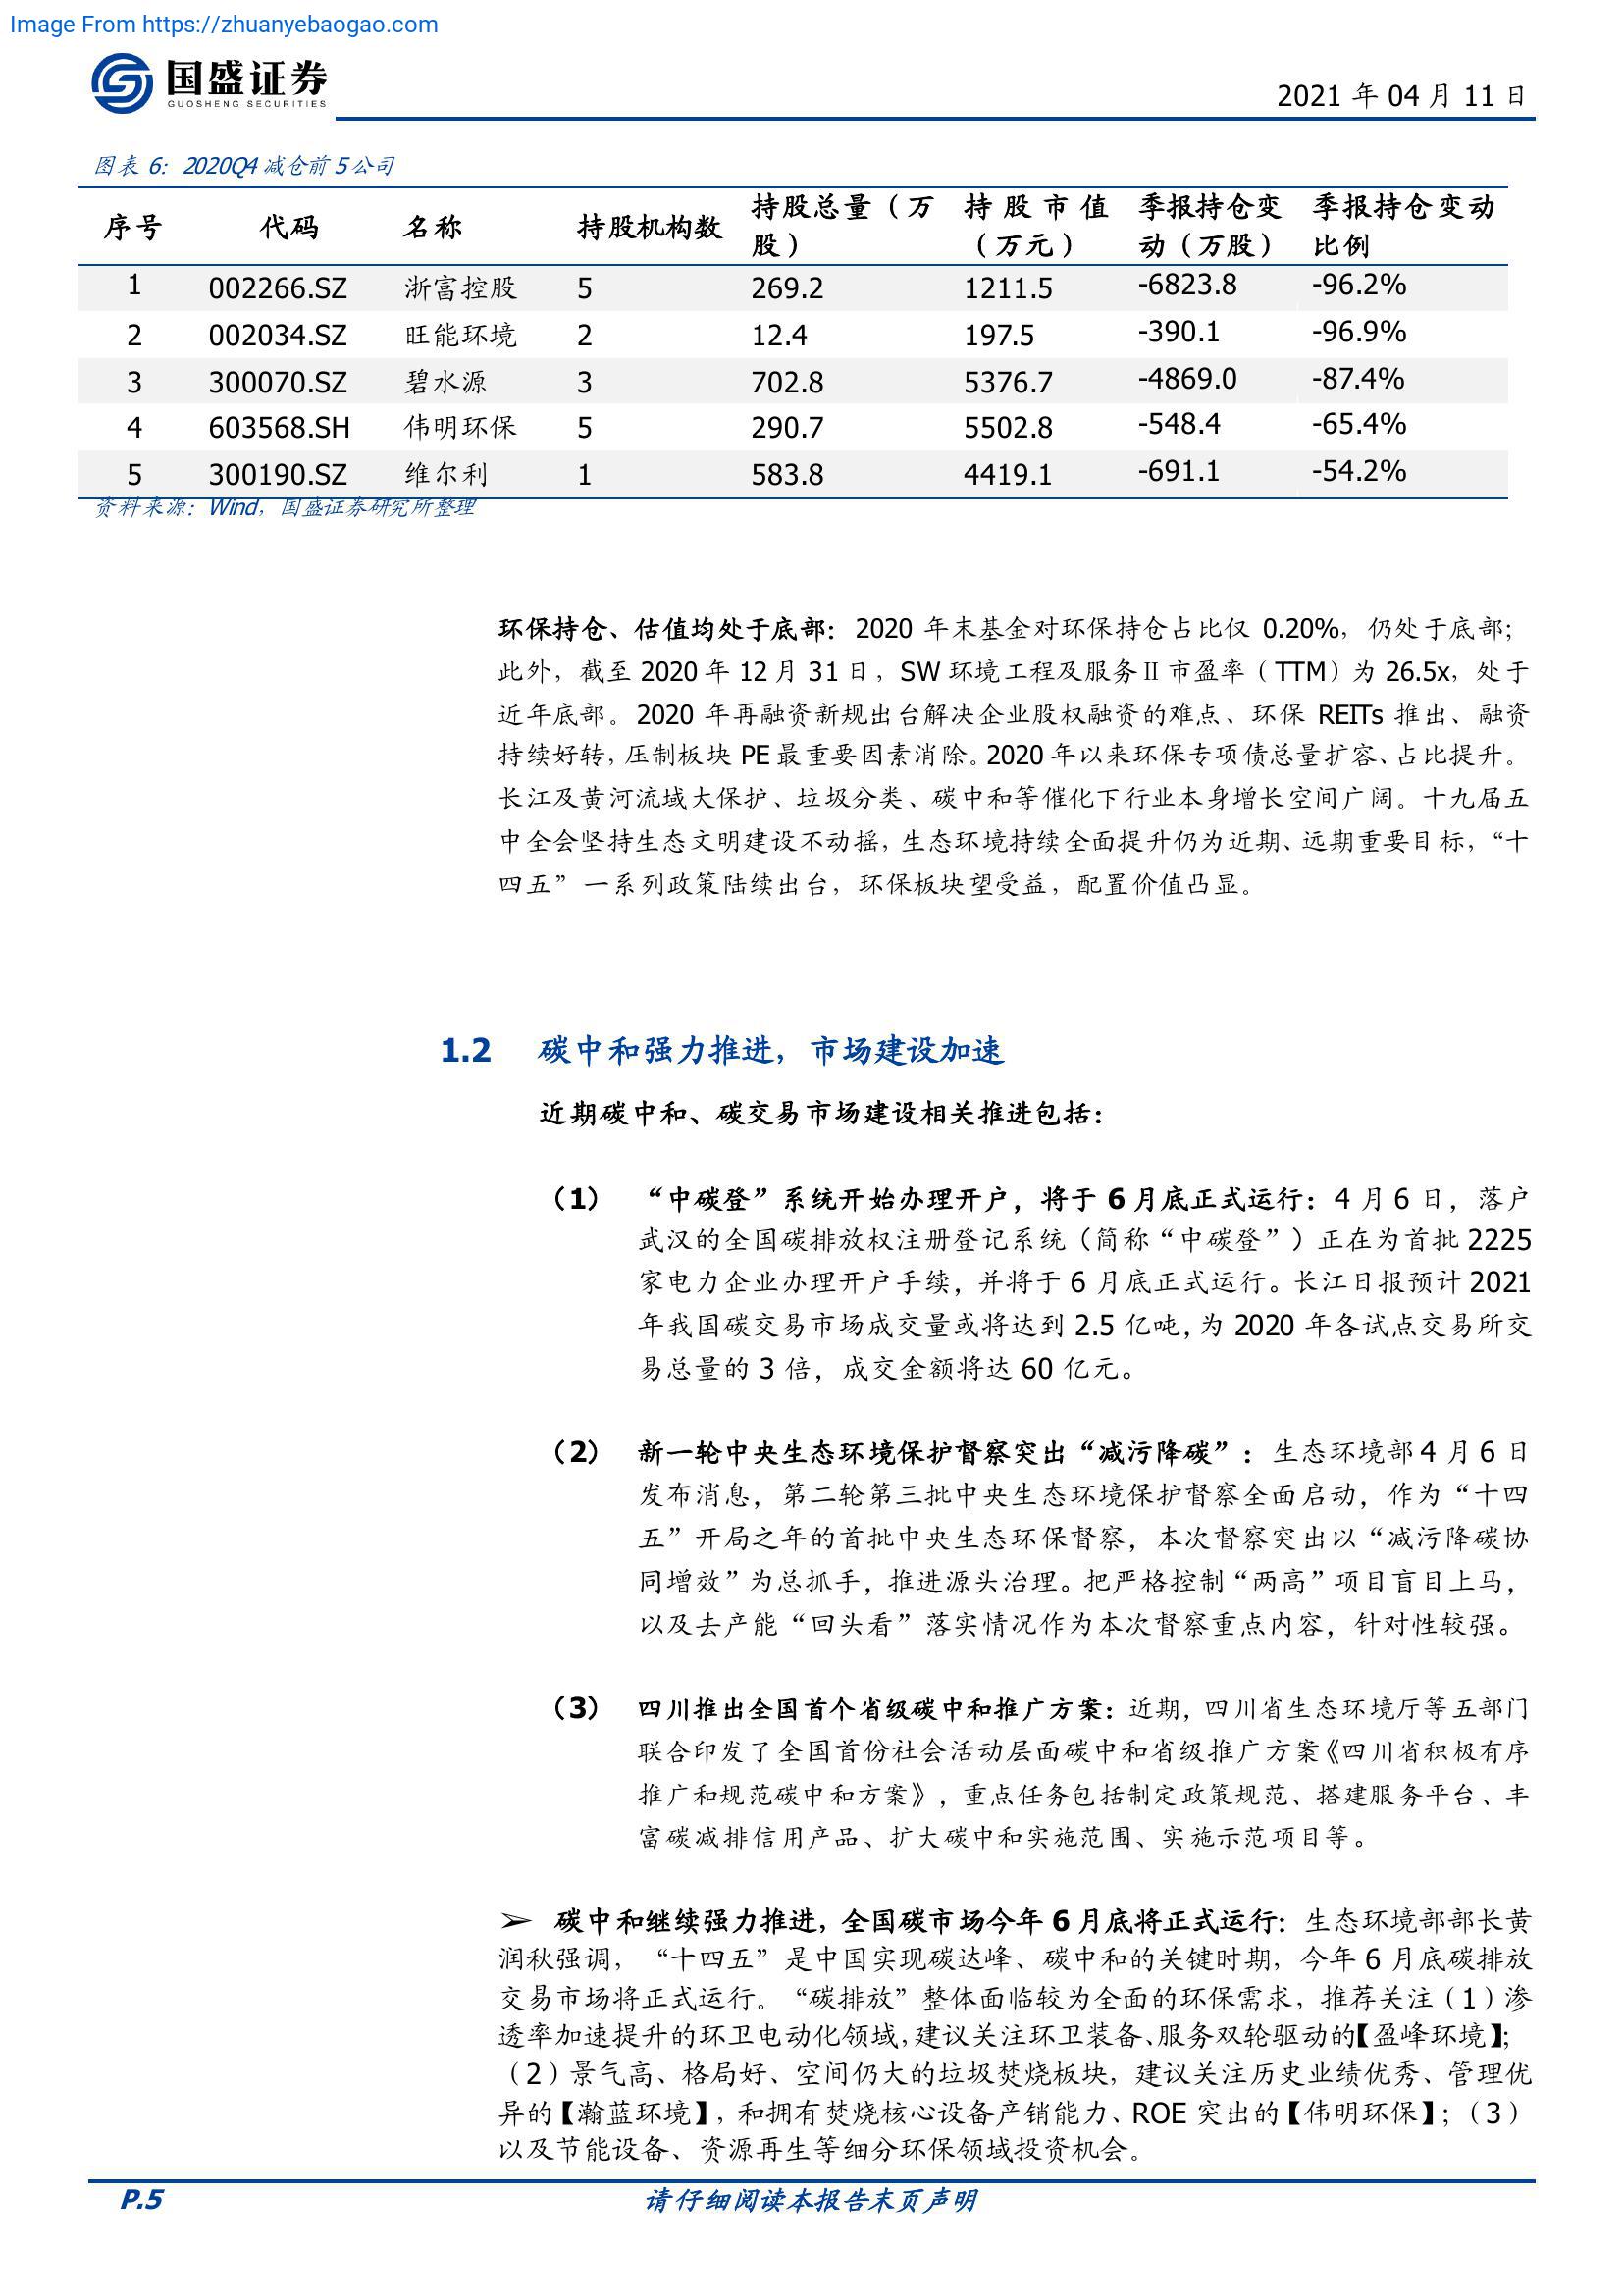 Image From https://zhuanyebaogao.com
国盛证券
GUOSHENG SECURITIES
2021 年 04 月 11 日
图表 6：2020Q4 减仓前 5 公司
序号 代码 名称 持股机构数 持股总量（万股） 持股市值（万元） 季报持仓变动（万股） 季报持仓变动比例
1 002266.SZ 浙富控股 5 269.2 1211.5 -6823.8 -96.2%
2 002034.SZ 旺能环境 2 12.4 197.5 -390.1 -96.9%
3 300070.SZ 碧水源 3 702.8 5376.7 -4869.0 -87.4%
4 603568.SH 伟明环保 5 290.7 5502.8 -548.4 -65.4%
5 300190.SZ 维尔利 1 583.8 4419.1 -691.1 -54.2%
资料来源：Wind，国盛证券研究所整理
环保持仓、估值均处于底部：2020 年末基金对环保持仓占比仅 0.20%，仍处于底部；
此外，截至 2020 年 12 月 31 日，SW 环境工程及服务Ⅱ 市盈率（TTM）为 26.5x，处于
近年底部。2020 年再融资新规出台解决企业股权融资的难点、环保 REITs 推出、融资
持续好转，压制板块 PE 最重要因素消除。2020 年以来环保专项债总量扩容、占比提升。
长江及黄河流域大保护、垃圾分类、碳中和等催化下行业本身增长空间广阔。十九届五
中全会坚持生态文明建设不动摇，生态环境持续全面提升仍为近期、远期重要目标，“十
四五”一系列政策陆续出台，环保板块望受益，配置价值凸显。
1.2 碳中和强力推进，市场建设加速
近期碳中和、碳交易市场建设相关推进包括：
（1） “中碳登”系统开始办理开户，将于 6 月底正式运行：4 月 6 日，落户
武汉的全国碳排放权注册登记系统（简称“中碳登”）正在为首批 2225
家电力企业办理开户手续，并将于 6 月底正式运行。长江日报预计 2021
年我国碳交易市场成交量或将达到 2.5 亿吨，为 2020 年各试点交易所交
易总量的 3 倍，成交金额将达 60 亿元。
（2） 新一轮中央生态环境保护督察突出“减污降碳”：生态环境部 4 月 6 日
发布消息，第二轮第三批中央生态环境保护督察全面启动，作为“十四
五”开局之年的首批中央生态环保督察，本次督察突出以“减污降碳协
同增效”为总抓手，推进源头治理。把严格控制“两高”项目盲目上马，
以及去产能“回头看”落实情况作为本次督察重点内容，针对性较强。
（3） 四川推出全国首个省级碳中和推广方案：近期，四川省生态环境厅等五部门
联合印发了全国首份社会活动层面碳中和省级推广方案《四川省积极有序
推广和规范碳中和方案》，重点任务包括制定政策规范、搭建服务平台、丰
富碳减排信用产品、扩大碳中和实施范围、实施示范项目等。
➢ 碳中和继续强力推进，全国碳市场今年 6 月底将正式运行：生态环境部部长黄
润秋强调，“十四五”是中国实现碳达峰、碳中和的关键时期，今年 6 月底碳排放
交易市场将正式运行。“碳排放”整体面临较为全面的环保需求，推荐关注（1）渗
透率加速提升的环卫电动化领域，建议关注环卫装备、服务双轮驱动的【盈峰环境】；
（2）景气高、格局好、空间仍大的垃圾焚烧板块，建议关注历史业绩优秀、管理优
异的【瀚蓝环境】，和拥有焚烧核心设备产销能力、ROE 突出的【伟明环保】；（3）
以及节能设备、资源再生等细分环保领域投资机会。
P.5 请仔细阅读本报告末页声明